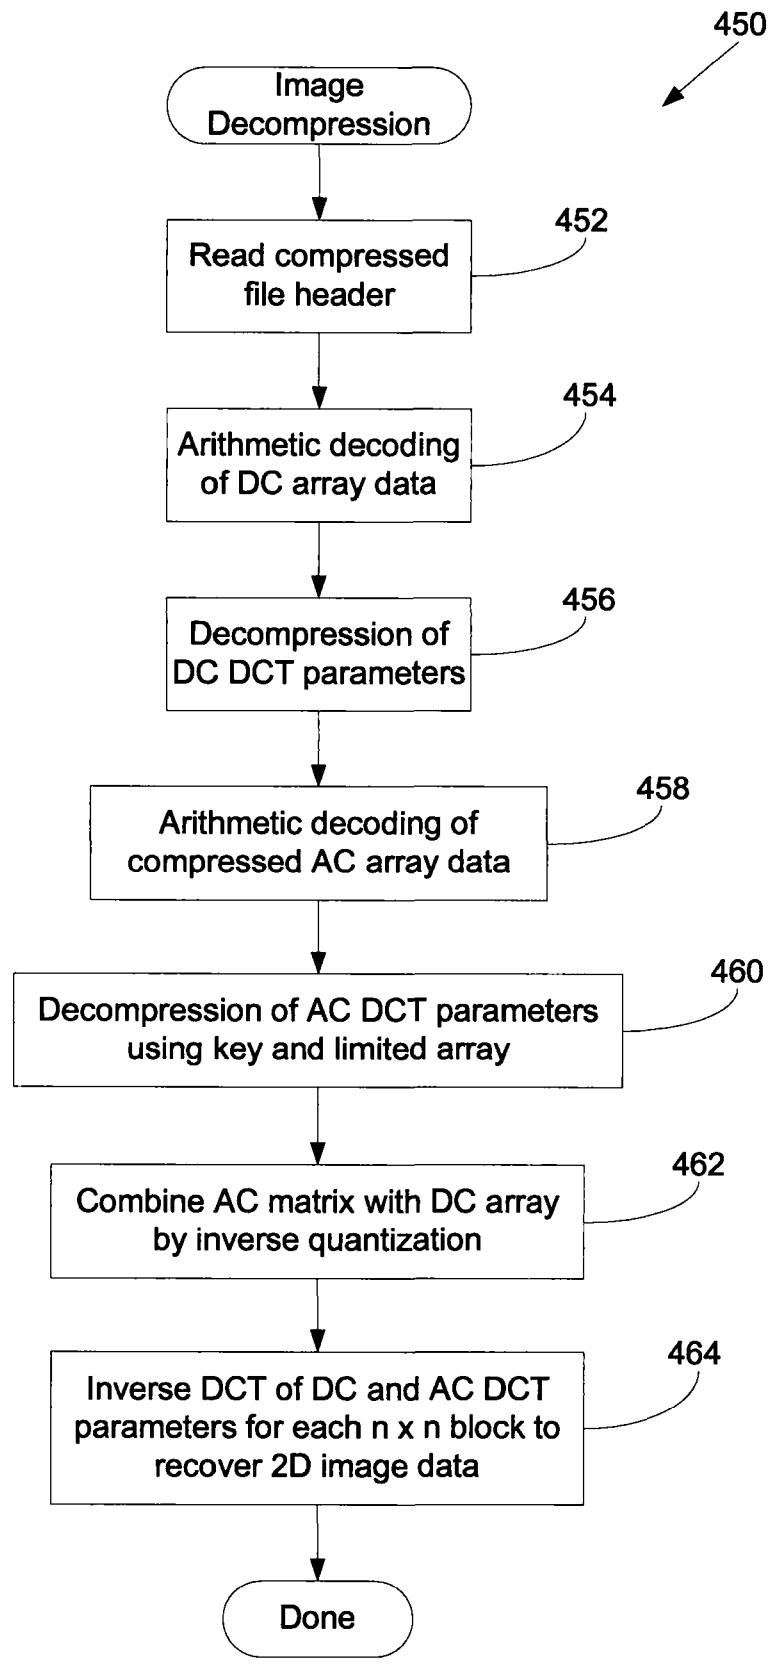 450
Image
Decompression
452
Read compressed
file header
454
Arithmetic decoding
of DC array data
456
Decompression of
DC DCT parameters
458
Arithmetic decoding of
compressed AC array data
460
Decompression of AC DCT parameters
using key and limited array
462
Combine AC matrix with DC array
by inverse quantization
464
Inverse DCT of DC and AC DCT
parameters for each n x n block to
recover 2D image data
Done